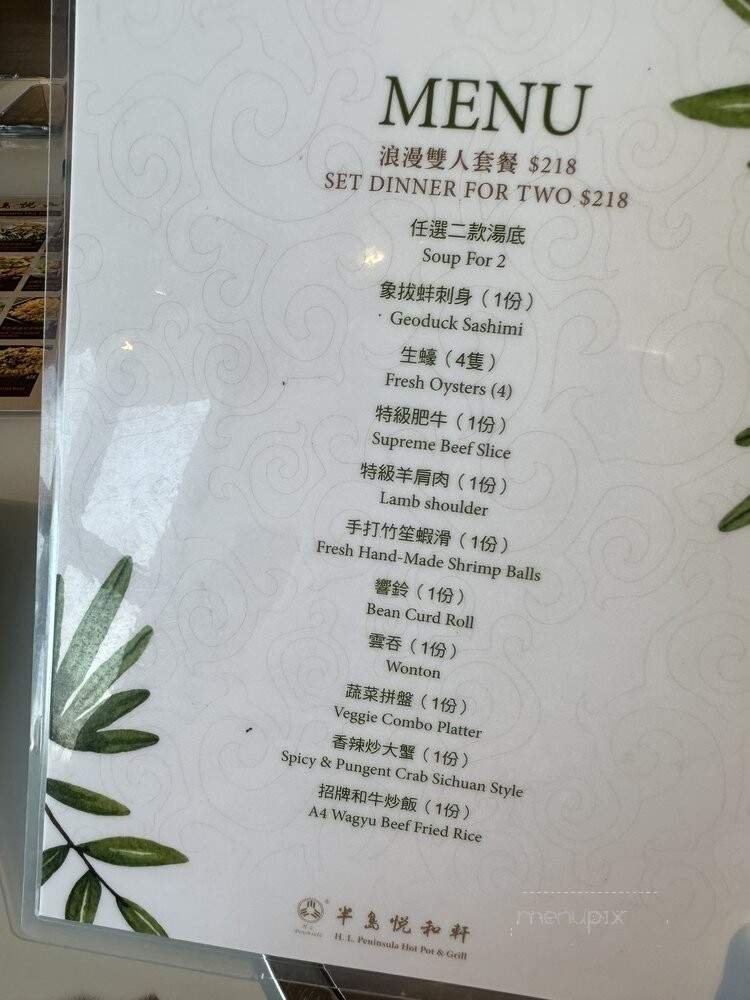 MENU
浪漫雙人套餐 $218
SET DINNER FOR TWO $218
任選二款湯底
Soup For 2
象拔蚌刺身（1份）
Geoduck Sashimi
生蠔（4隻）
Fresh Oysters (4)
特級肥牛（1份）
Supreme Beef Slice
特級羊肩肉（1份）
Lamb shoulder
手打竹笙蝦滑（1份）
Fresh Hand-Made Shrimp Balls
響鈴（1份）
Bean Curd Roll
雲吞（1份）
Wonton
蔬菜拼盤（1份）
Veggie Combo Platter
香辣炒大蟹（1份）
Spicy & Pungent Crab Sichuan Style
招牌和牛炒飯（1份）
A4 Wagyu Beef Fried Rice
半島悦和軒
H. L. Peninsula Hot Pot & Grill
menupix